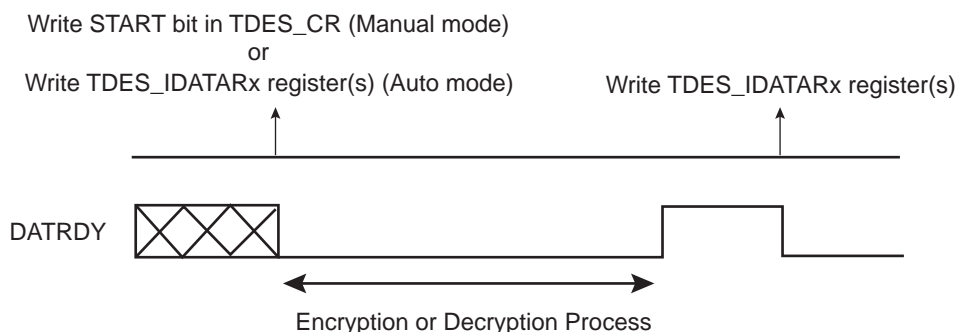 Write START bit in TDES_CR (Manual mode)
or
Write TDES_IDATARx register(s) (Auto mode)
Write TDES_IDATARx register(s)
DATRDY
Encryption or Decryption Process